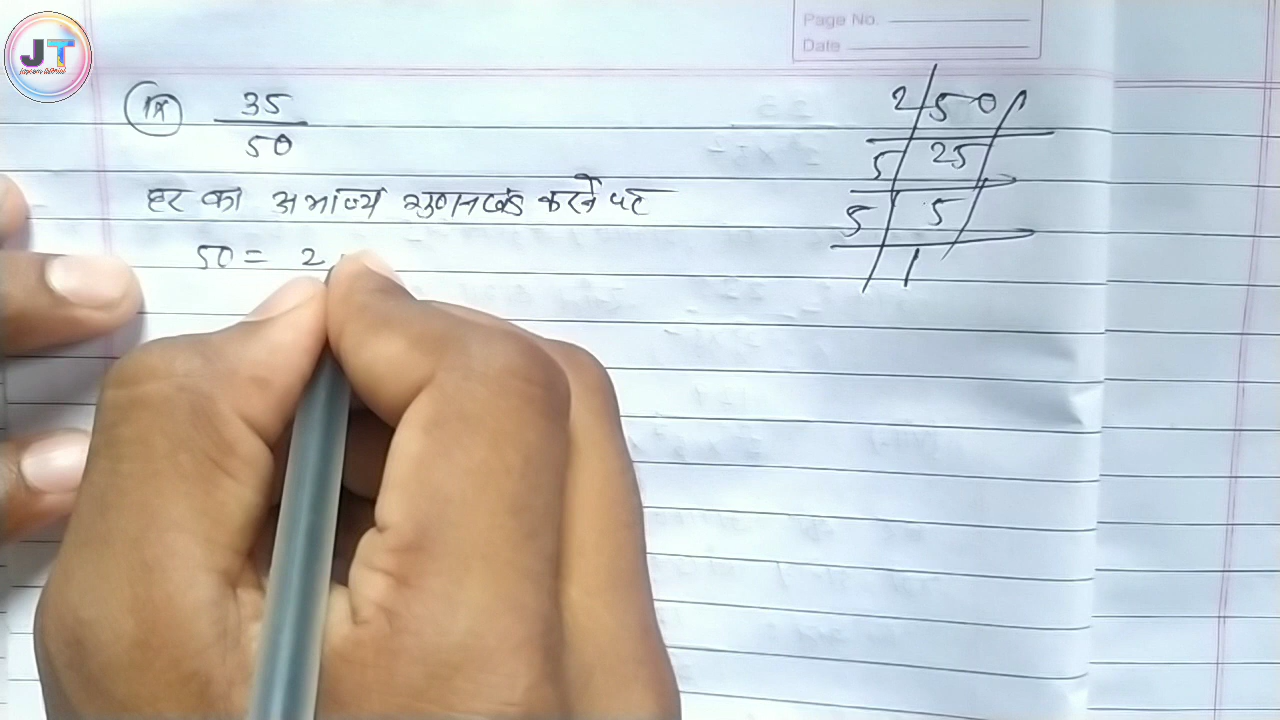 JT
Page No.
Date
ix 35/50
हर का अभाज्य गुणनखंड करने पर
50 = 2
2 50
5 25
5 5
1